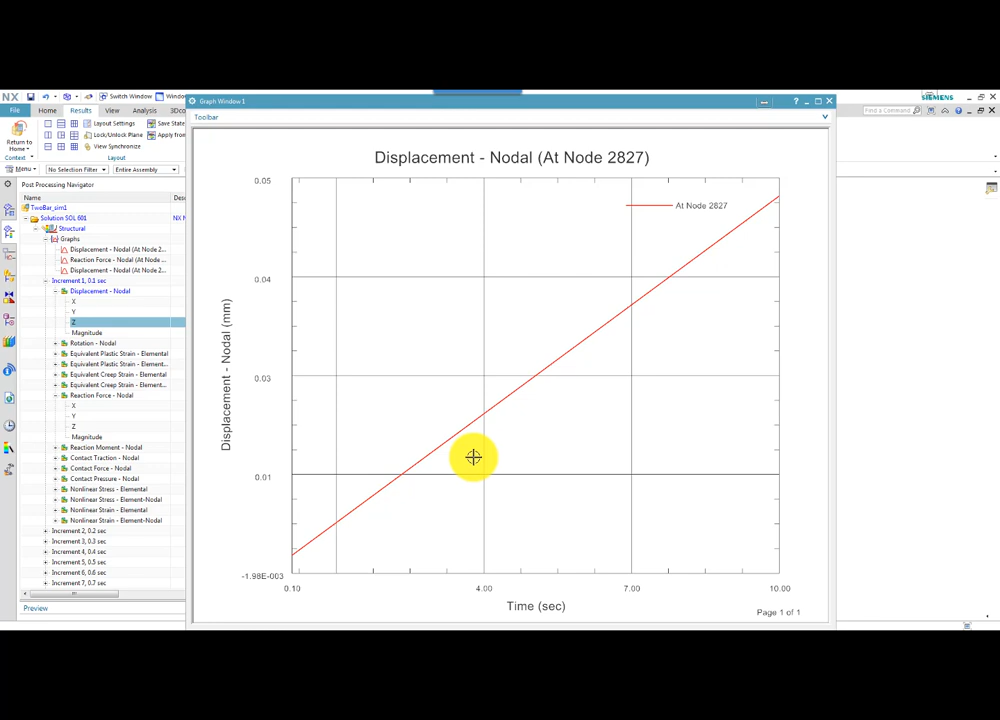 NX
Switch Window
Window
SIEMENS
Graph Window 1
File
Home
Results
View
Analysis
Toolbar
Find a Command
Return to Home
Layout Settings
Save State
Lock/Unlock Plane
Apply from
View Synchronize
Context
Layout
Menu
No Selection Filter
Entire Assembly
Post Processing Navigator
Name
TwoBar_sim1
Solution SOL 601
NX N
Structural
Graphs
Displacement - Nodal (At Node 2...
Reaction Force - Nodal (At Node ...
Displacement - Nodal (At Node 2...
Increment 1, 0.1 sec
Displacement - Nodal
X
Y
Z
Magnitude
Rotation - Nodal
Equivalent Plastic Strain - Elemental
Equivalent Plastic Strain - Element...
Equivalent Creep Strain - Elemental
Equivalent Creep Strain - Element...
Reaction Force - Nodal
X
Y
Z
Magnitude
Reaction Moment - Nodal
Contact Traction - Nodal
Contact Force - Nodal
Contact Pressure - Nodal
Nonlinear Stress - Elemental
Nonlinear Stress - Element-Nodal
Nonlinear Strain - Elemental
Nonlinear Strain - Element-Nodal
Increment 2, 0.2 sec
Increment 3, 0.3 sec
Increment 4, 0.4 sec
Increment 5, 0.5 sec
Increment 6, 0.6 sec
Increment 7, 0.7 sec
Preview
Displacement - Nodal (At Node 2827)
At Node 2827
0.05
0.04
0.03
0.01
-1.98E-003
Displacement - Nodal (mm)
0.10
4.00
7.00
10.00
Time (sec)
Page 1 of 1